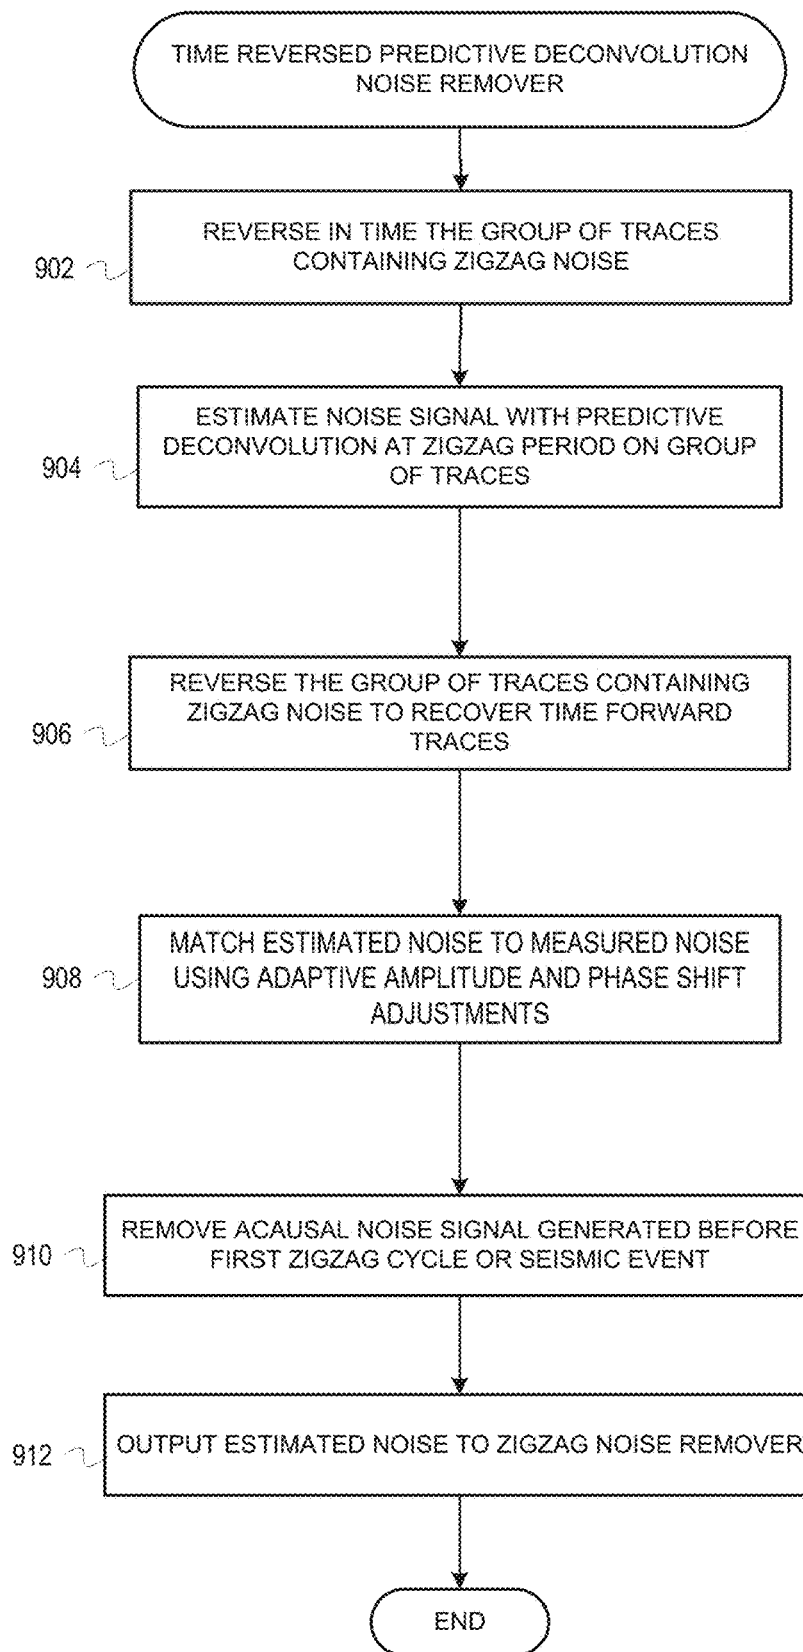 TIME REVERSED PREDICTIVE DECONVOLUTION
NOISE REMOVER
902
REVERSE IN TIME THE GROUP OF TRACES
CONTAINING ZIGZAG NOISE
904
ESTIMATE NOISE SIGNAL WITH PREDICTIVE
DECONVOLUTION AT ZIGZAG PERIOD ON GROUP
OF TRACES
906
REVERSE THE GROUP OF TRACES CONTAINING
ZIGZAG NOISE TO RECOVER TIME FORWARD
TRACES
908
MATCH ESTIMATED NOISE TO MEASURED NOISE
USING ADAPTIVE AMPLITUDE AND PHASE SHIFT
ADJUSTMENTS
910
REMOVE ACAUSAL NOISE SIGNAL GENERATED BEFORE
FIRST ZIGZAG CYCLE OR SEISMIC EVENT
912
OUTPUT ESTIMATED NOISE TO ZIGZAG NOISE REMOVER
END